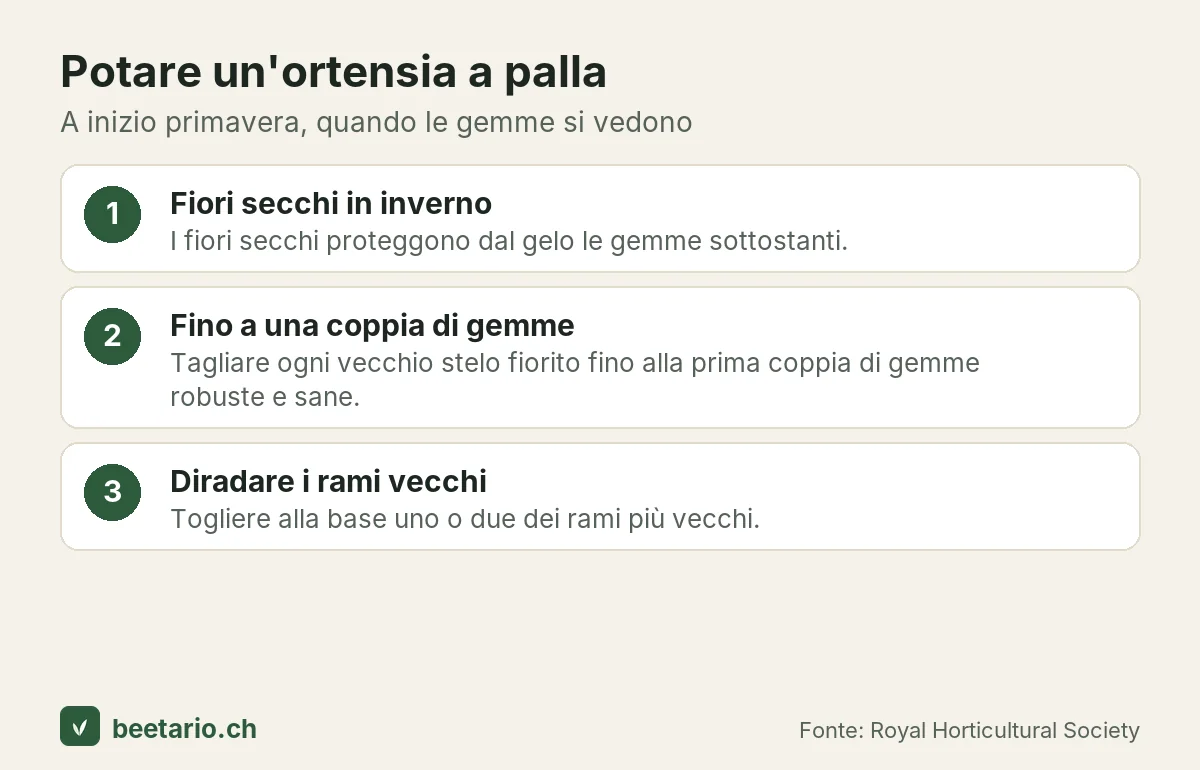 Potare un'ortensia a palla
A inizio primavera, quando le gemme si vedono
1
Fiori secchi in inverno
I fiori secchi proteggono dal gelo le gemme sottostanti.
2
Fino a una coppia di gemme
Tagliare ogni vecchio stelo fiorito fino alla prima coppia di gemme
robuste e sane.
3
Diradare i rami vecchi
Togliere alla base uno o due dei rami più vecchi.
beetario.ch
Fonte: Royal Horticultural Society